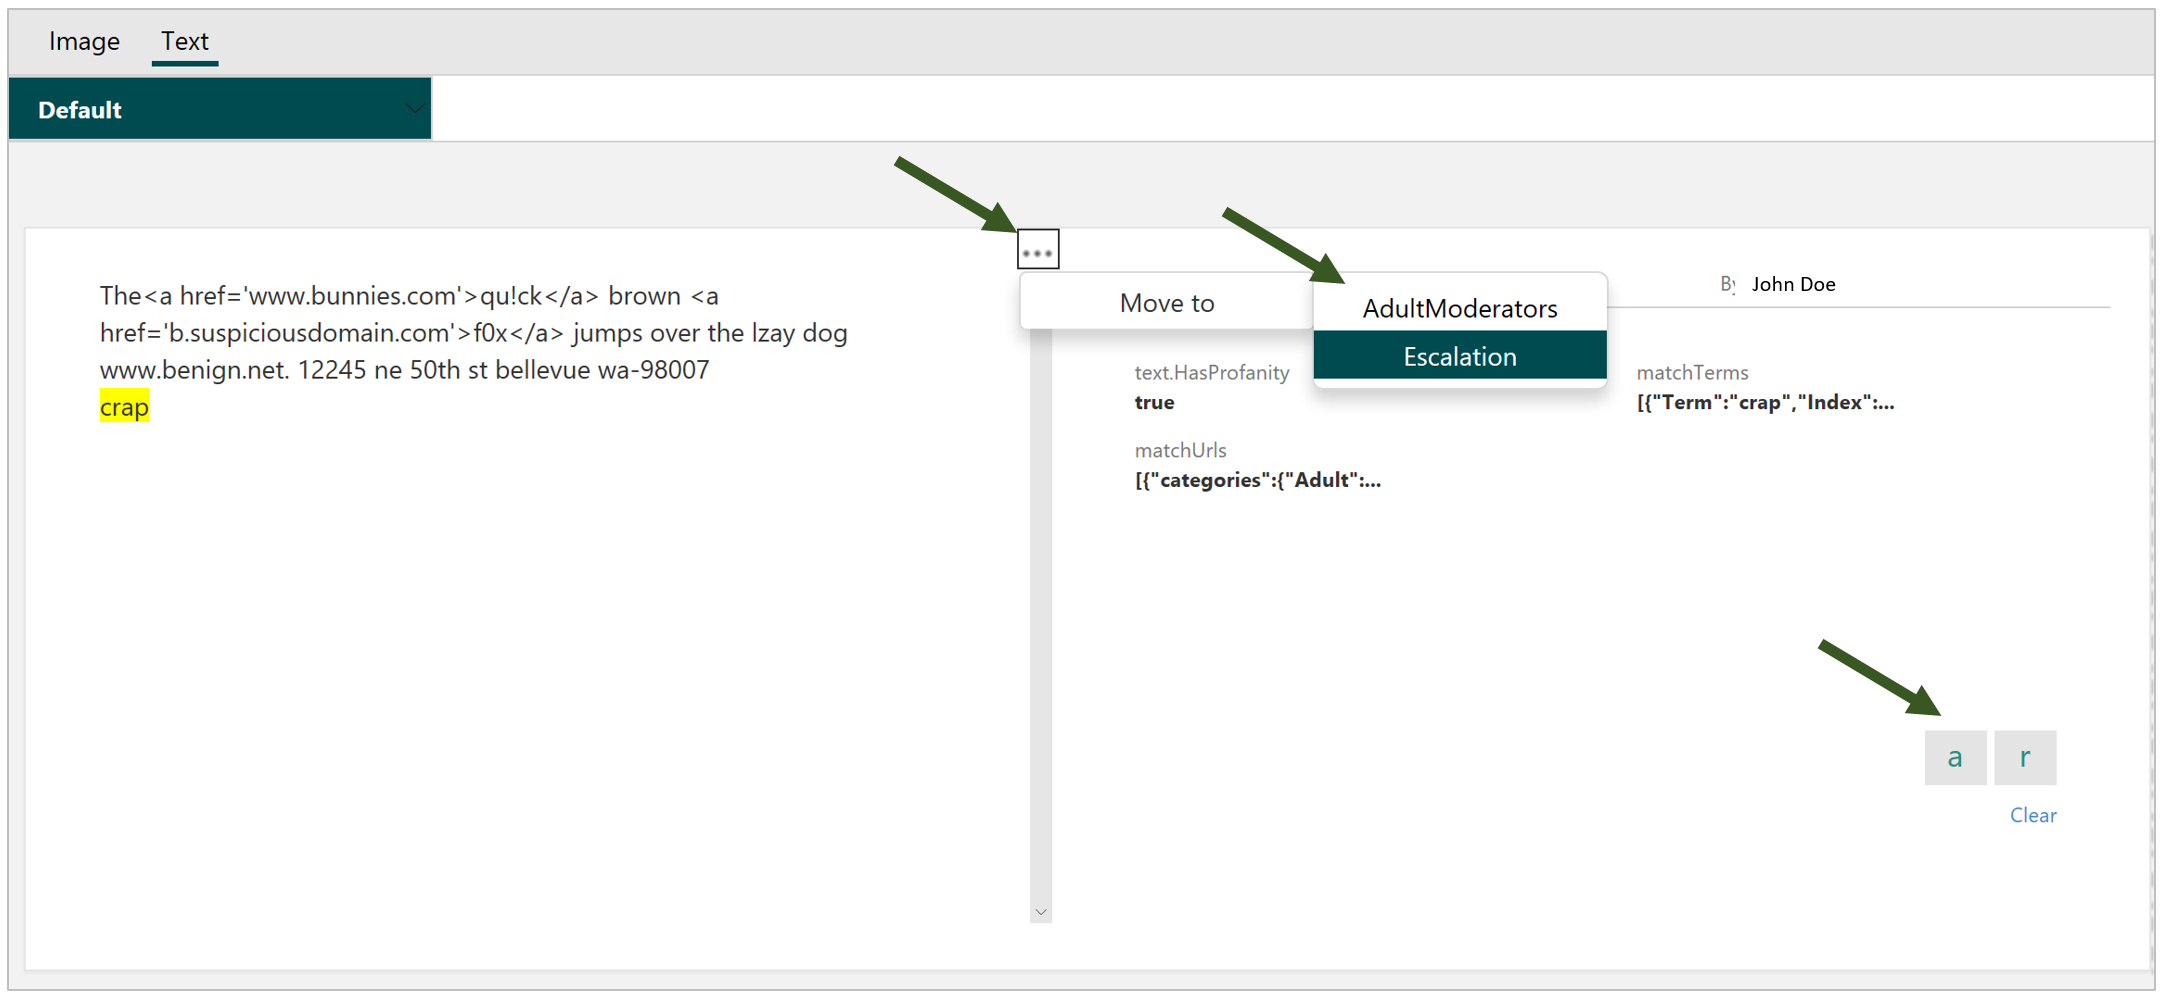 Image Text
Default
...
The<a href='www.bunnies.com'>qu!ck</a> brown <a
href='b.suspiciousdomain.com'>f0x</a> jumps over the lzay dog
www.benign.net. 12245 ne 50th st bellevue wa-98007
crap
Move to
AdultModerators
Escalation
By John Doe
text.HasProfanity
true
matchTerms
[{"Term":"crap","Index":...
matchUrls
[{"categories":{"Adult":...
a r
Clear